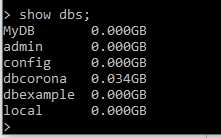 > show dbs;
MyDB       0.000GB
admin      0.000GB
config     0.000GB
dbcorona   0.034GB
dbexample  0.000GB
local      0.000GB
>